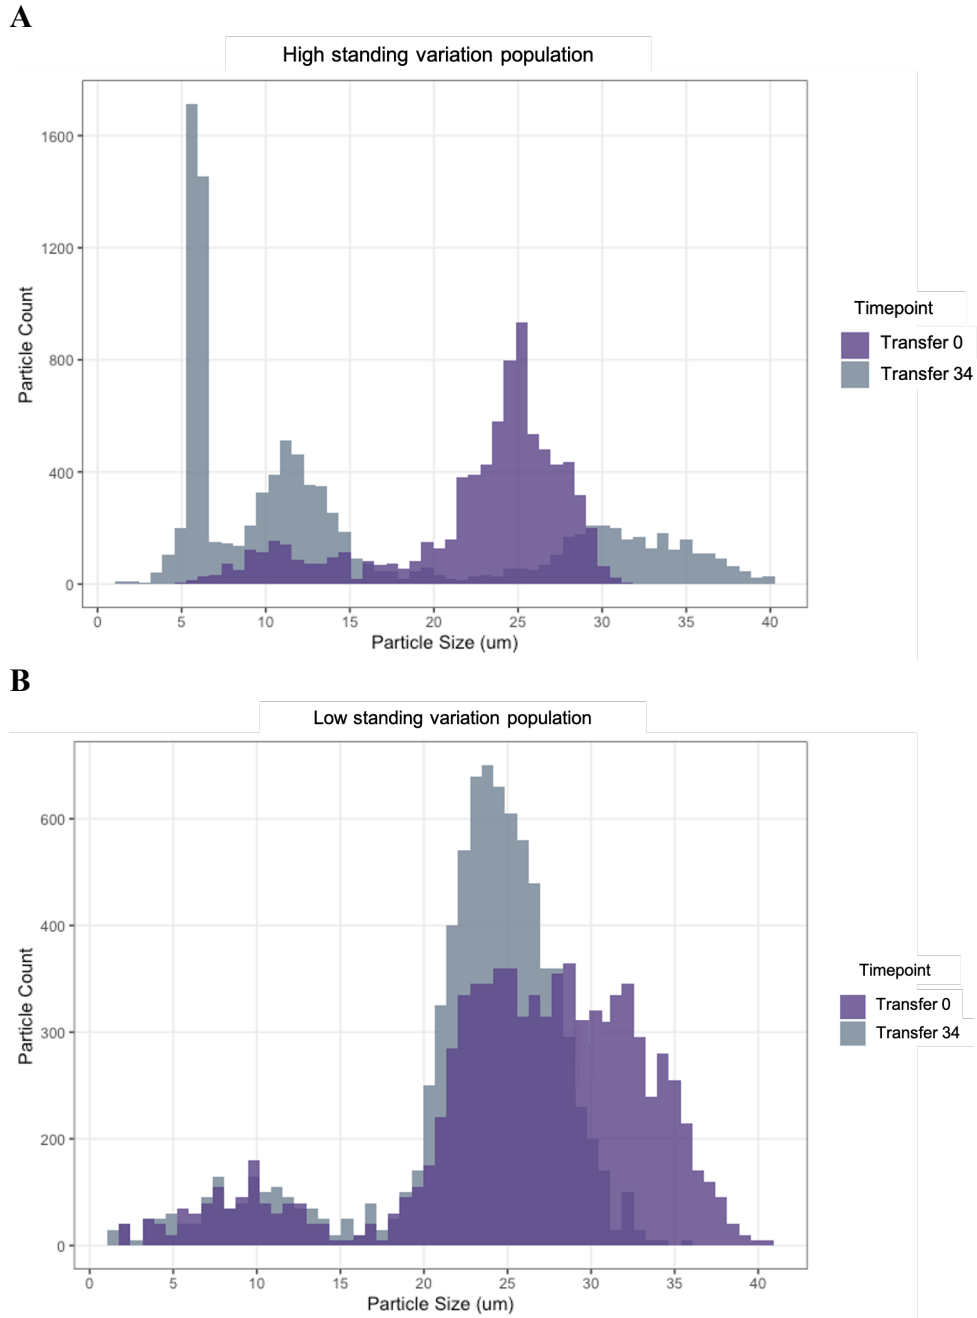 A
High standing variation population
1600
1200
800
400
0
Particle Count
0 5 10 15 20 25 30 35 40
Particle Size (um)
Timepoint
Transfer 0
Transfer 34
B
Low standing variation population
600
400
300
200
0
Particle Count
0 5 10 15 20 25 30 35 40
Particle Size (um)
Timepoint
Transfer 0
Transfer 34